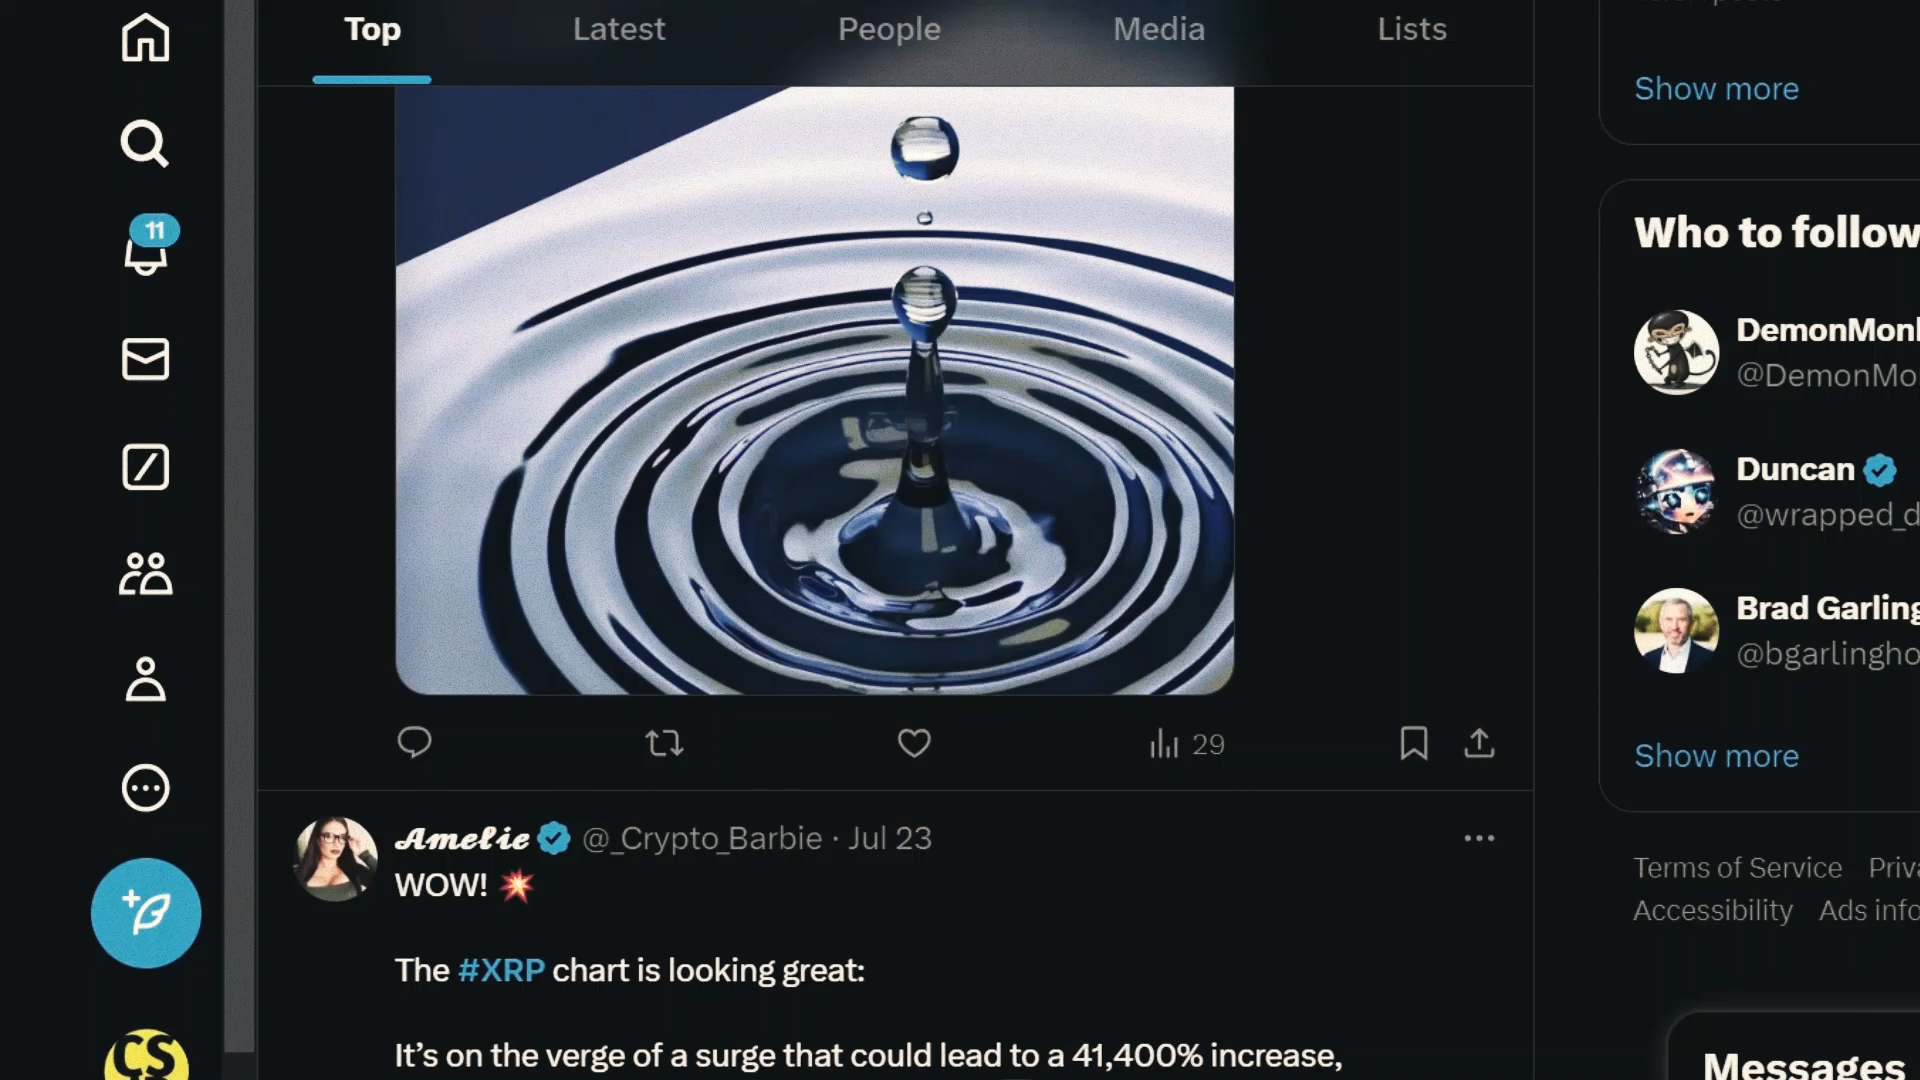 Top
Latest
People
Media
Lists
Show more
11
Who to follow
DemonMonk
@DemonMo
Duncan
@wrapped_d
Brad Garling
@bgarlingho
29
Show more
Amelie @_Crypto_Barbie · Jul 23
WOW! 💥
The #XRP chart is looking great:
It’s on the verge of a surge that could lead to a 41,400% increase,
Terms of Service Priva
Accessibility Ads info
CS
Messages